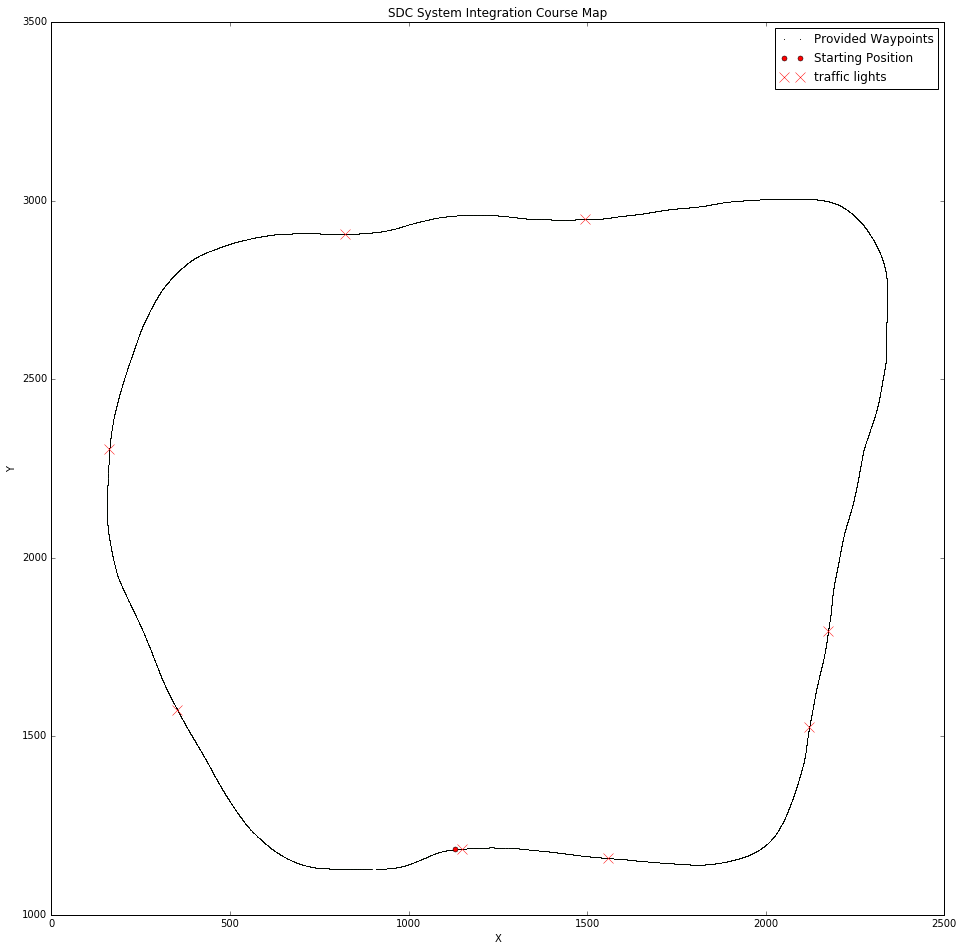 SDC System Integration Course Map
3500
Provided Waypoints
Starting Position
traffic lights
3000
2500
Y
2000
1500
1000
0 500 1000 1500 2000 2500
X